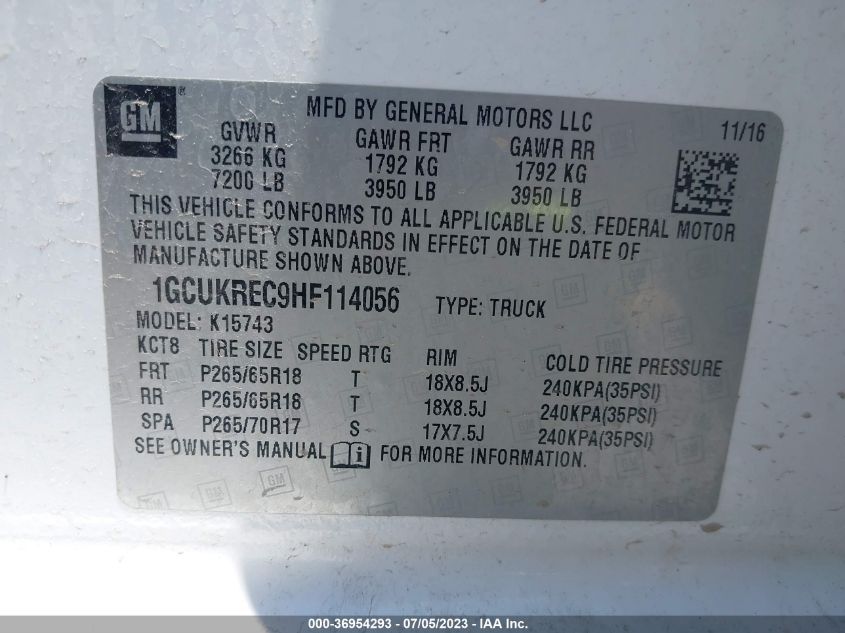 GM ®
MFD BY GENERAL MOTORS LLC
11/16
GVWR GAWR FRT GAWR RR
3266 KG 1792 KG 1792 KG
7200 LB 3950 LB 3950 LB
THIS VEHICLE CONFORMS TO ALL APPLICABLE U.S. FEDERAL MOTOR
VEHICLE SAFETY STANDARDS IN EFFECT ON THE DATE OF
MANUFACTURE SHOWN ABOVE.
1GCUKREC9HF114056 TYPE: TRUCK
MODEL: K15743
KCT8 TIRE SIZE SPEED RTG RIM COLD TIRE PRESSURE
FRT P265/65R18 T 18X8.5J 240KPA(35PSI)
RR P265/65R18 T 18X8.5J 240KPA(35PSI)
SPA P265/70R17 S 17X7.5J 240KPA(35PSI)
SEE OWNER'S MANUAL i FOR MORE INFORMATION.
000-36954293 - 07/05/2023 - IAA Inc.